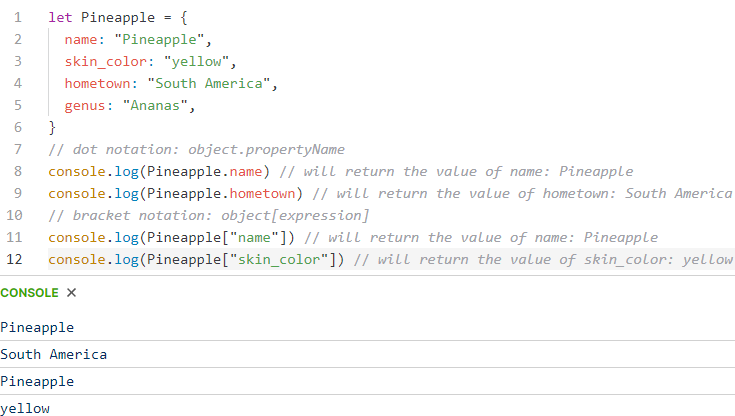 1 let Pineapple = {
2 name: "Pineapple",
3 skin_color: "yellow",
4 hometown: "South America",
5 genus: "Ananas",
6 }
7 // dot notation: object.propertyName
8 console.log(Pineapple.name) // will return the value of name: Pineapple
9 console.log(Pineapple.hometown) // will return the value of hometown: South America
10 // bracket notation: object[expression]
11 console.log(Pineapple["name"]) // will return the value of name: Pineapple
12 console.log(Pineapple["skin_color"]) // will return the value of skin_color: yellow
CONSOLE ✕
Pineapple
South America
Pineapple
yellow